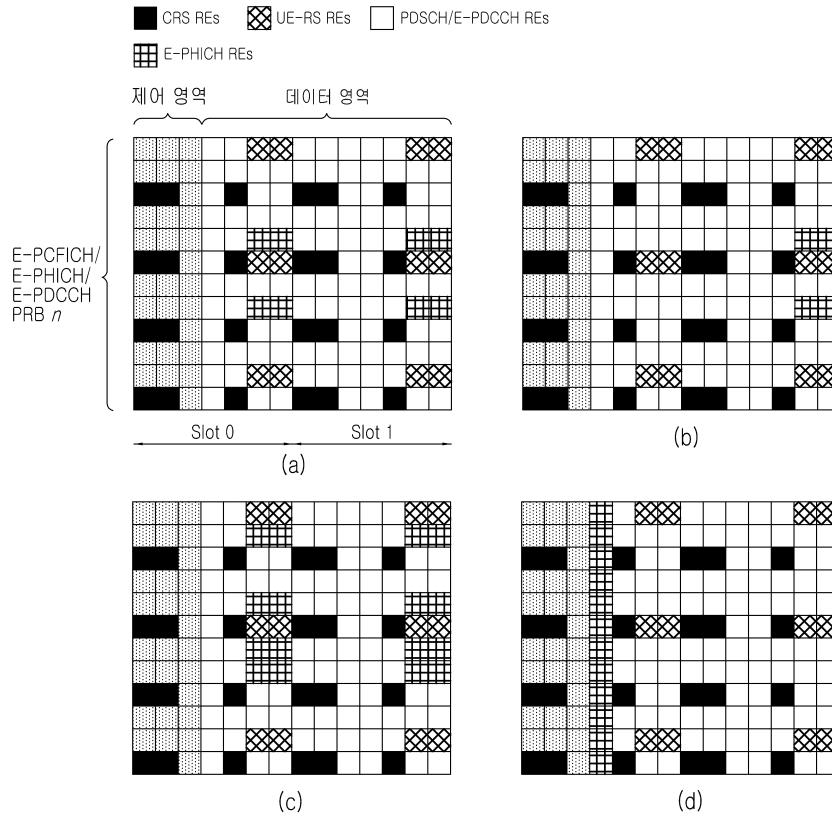 CRS REs UE-RS REs PDSCH/E-PDCCH REs
E-PHICH REs
제어 영역 데이터 영역
E-PCFICH/
E-PHICH/
E-PDCCH
PRB n
Slot 0 Slot 1
(a)
(b)
(c)
(d)